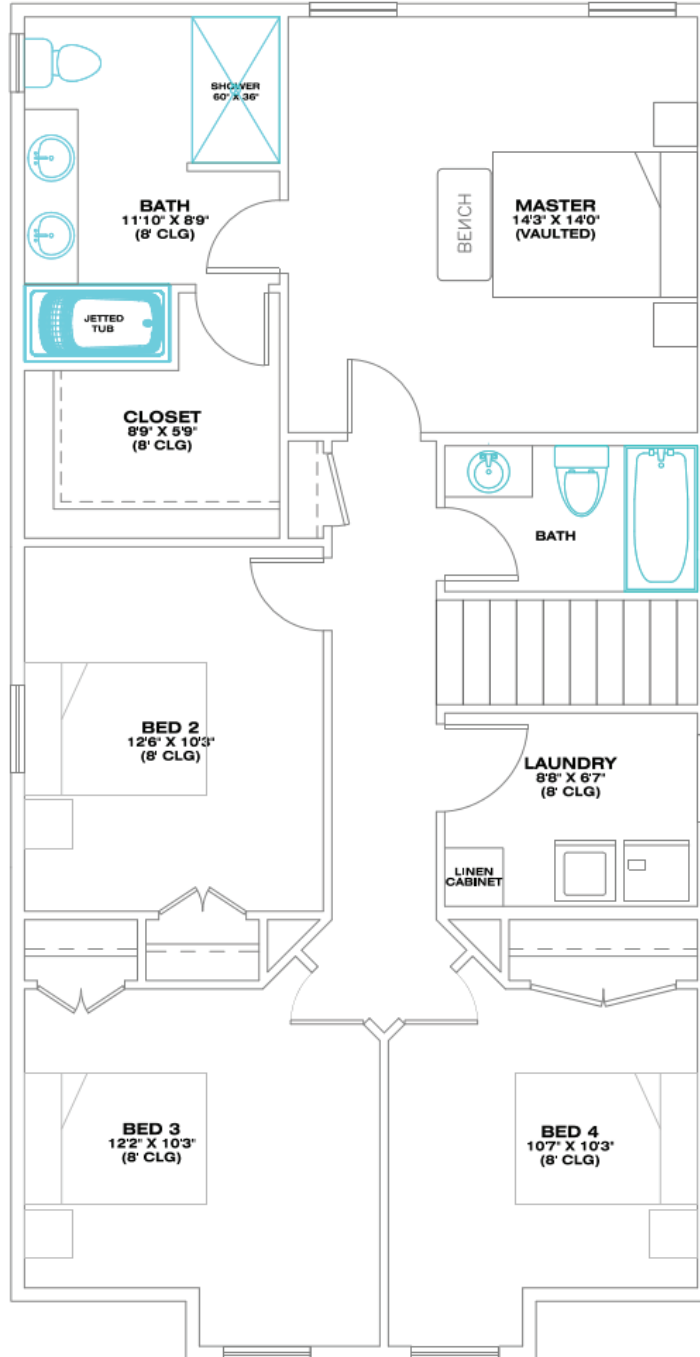 SHOWER
60" X 36"
BATH
11'10" X 8'9"
(8' CLG)
BENCH
MASTER
14'3" X 14'0"
(VAULTED)
JETTED
TUB
CLOSET
8'9" X 5'9"
(8' CLG)
BATH
BED 2
12'6" X 10'3"
(8' CLG)
LAUNDRY
8'8" X 6'7"
(8' CLG)
LINEN
CABINET
BED 3
12'2" X 10'3"
(8' CLG)
BED 4
10'7" X 10'3"
(8' CLG)